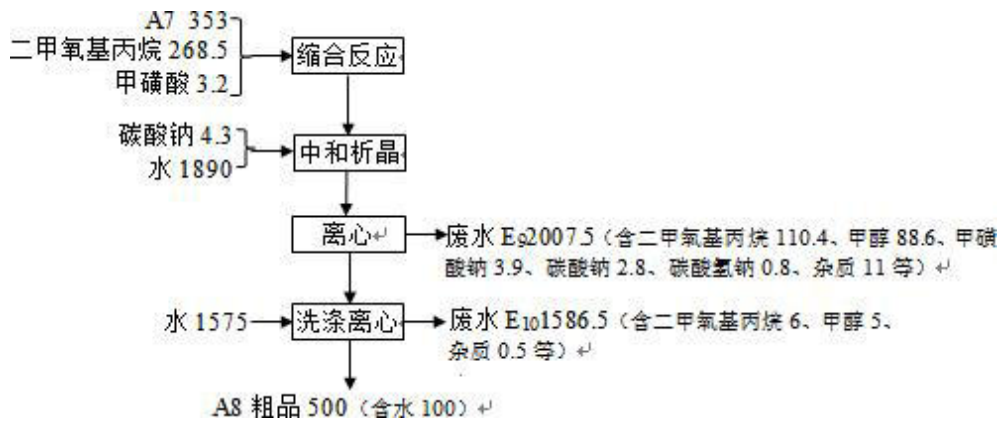 A7 353
二甲氧基丙烷 268.5
甲磺酸 3.2
缩合反应
碳酸钠 4.3
水 1890
中和析晶
离心
废水 E92007.5（含二甲氧基丙烷 110.4、甲醇 88.6、甲磺
酸钠 3.9、碳酸钠 2.8、碳酸氢钠 0.8、杂质 11 等）
水 1575
洗涤离心
废水 E101586.5（含二甲氧基丙烷 6、甲醇 5、
杂质 0.5 等）
A8 粗品 500（含水 100）